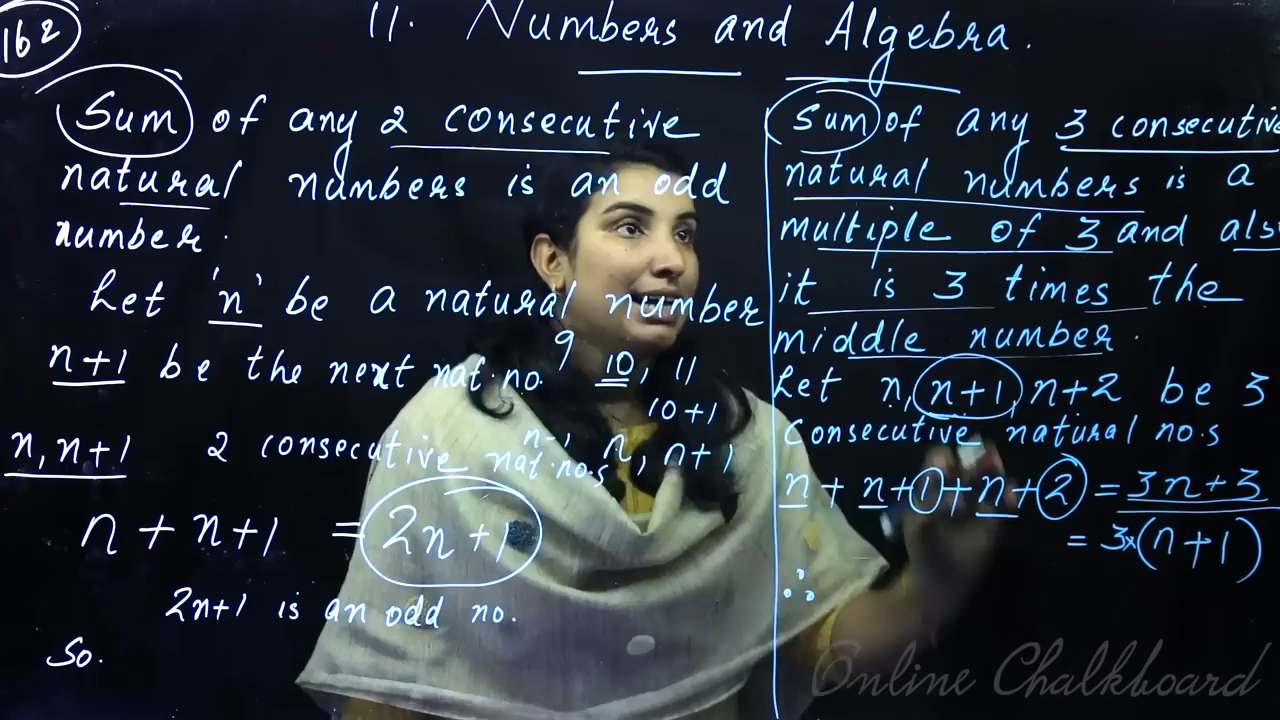 162
11. Numbers and Algebra.
Sum of any 2 consecutive
natural numbers is an odd
number.
Let 'n' be a natural number
n+1 be the next nat. no.
9 10, 11
10+1
n, n+1 2 consecutive nat. no.s
n-1 n, n+1
n + n+1 = 2n+1
2n+1 is an odd no.
So.
Sum of any 3 consecutive
natural numbers is a
multiple of 3 and als
it is 3 times the
middle number.
Let n, n+1, n+2 be 3
Consecutive natural no.s
n + n+1 + n+2 = 3n+3
= 3×(n+1)
∴
Online Chalkboard